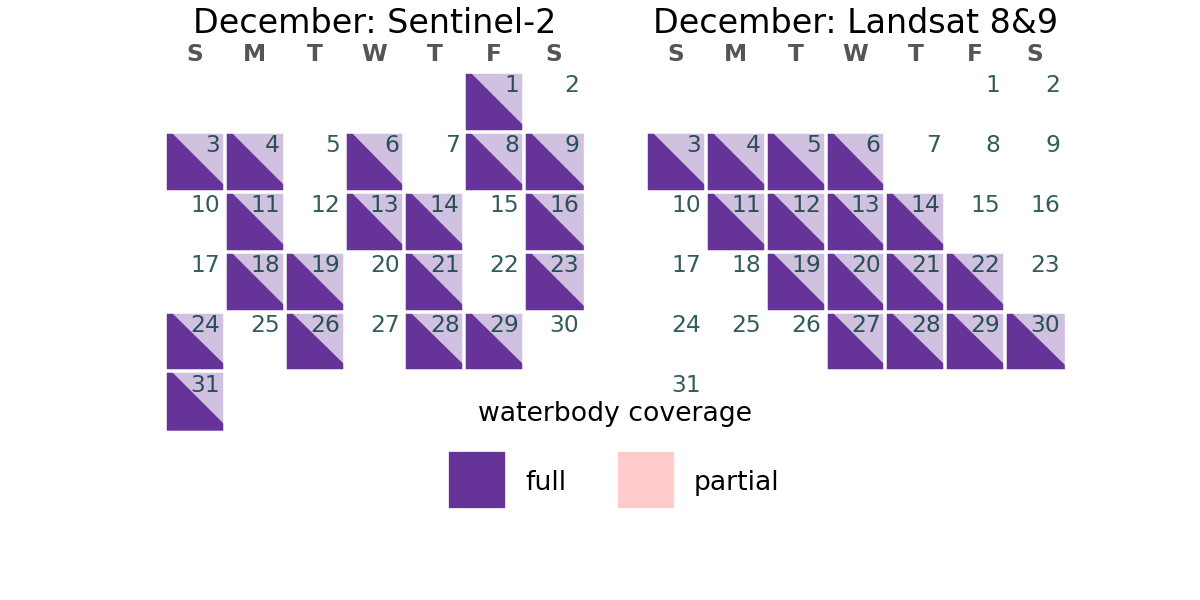 December: Sentinel-2
S M T W T F S
1 2
3 4 5 6 7 8 9
10 11 12 13 14 15 16
17 18 19 20 21 22 23
24 25 26 27 28 29 30
31
December: Landsat 8&9
S M T W T F S
1 2
3 4 5 6 7 8 9
10 11 12 13 14 15 16
17 18 19 20 21 22 23
24 25 26 27 28 29 30
31
waterbody coverage
full partial